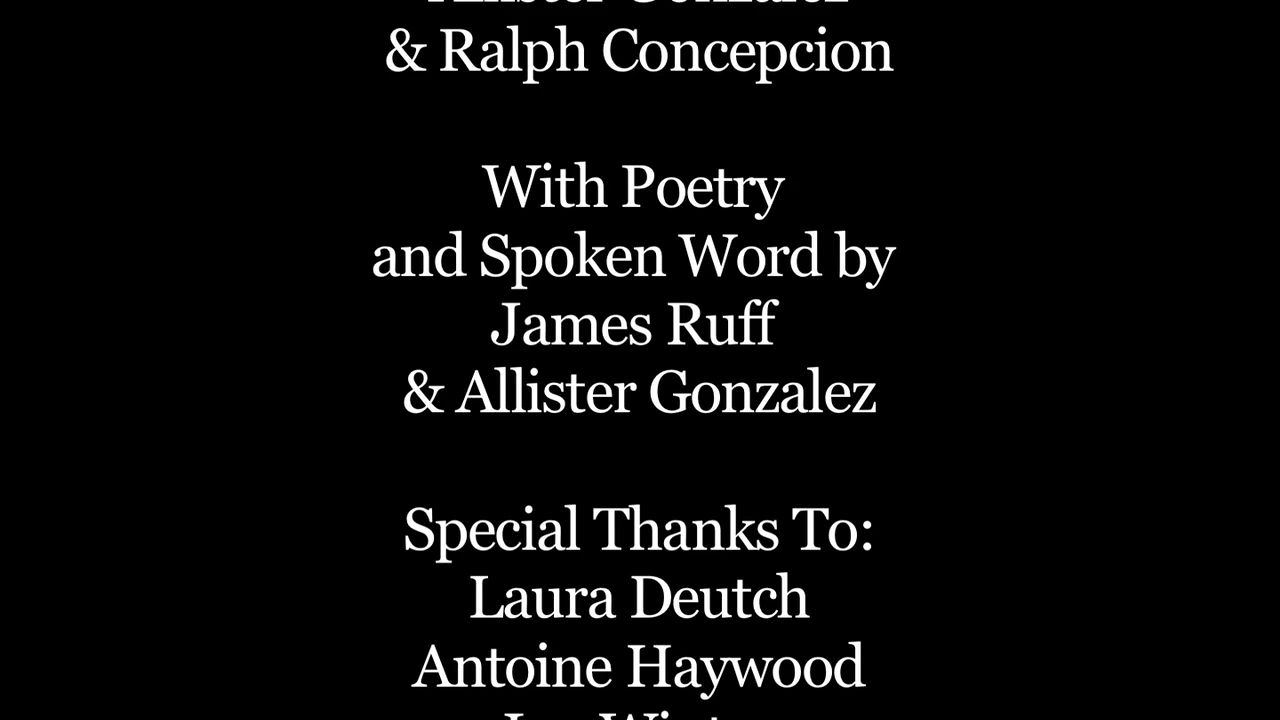 & Ralph Concepcion
With Poetry
and Spoken Word by
James Ruff
& Allister Gonzalez
Special Thanks To:
Laura Deutch
Antoine Haywood